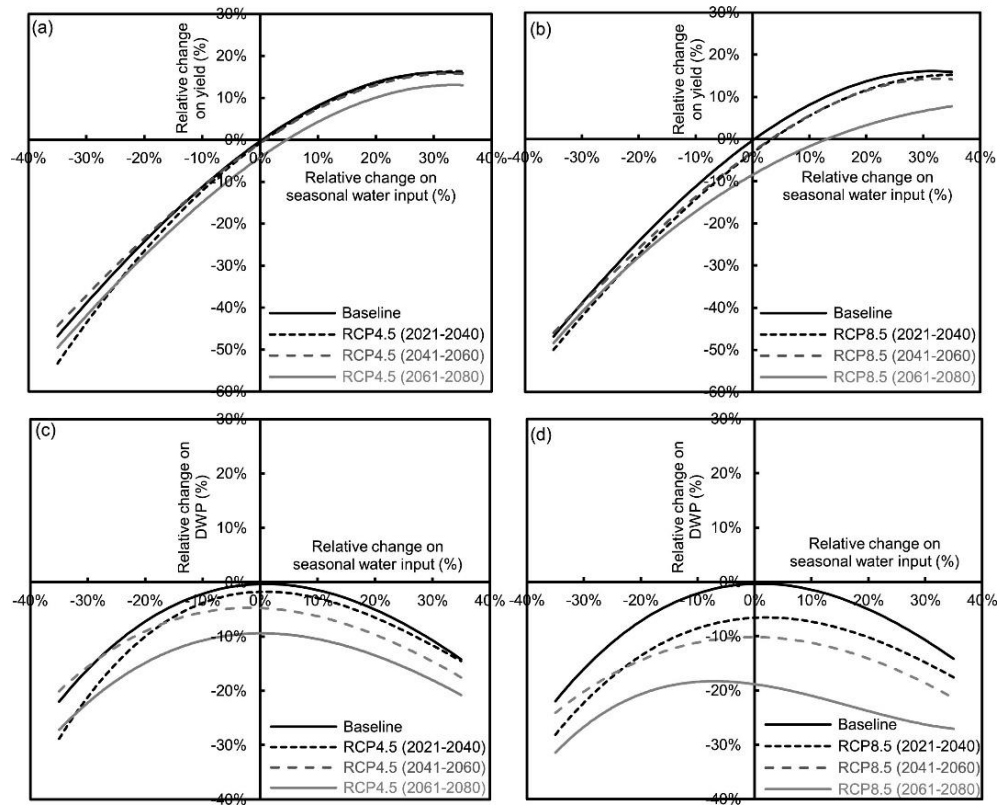 (a)
Relative change
on yield (%)
30%
20%
10%
0%
-10%
-20%
-30%
-40%
-50%
-60%
-40% -30% -20% -10% 0% 10% 20% 30% 40%
Relative change on
seasonal water input (%)
Baseline
RCP4.5 (2021-2040)
RCP4.5 (2041-2060)
RCP4.5 (2061-2080)
(b)
Relative change
on yield (%)
30%
20%
10%
0%
-10%
-20%
-30%
-40%
-50%
-60%
-40% -30% -20% -10% 0% 10% 20% 30% 40%
Relative change on
seasonal water input (%)
Baseline
RCP8.5 (2021-2040)
RCP8.5 (2041-2060)
RCP8.5 (2061-2080)
(c)
Relative change on
DWP (%)
30%
20%
10%
0%
-10%
-20%
-30%
-40%
Relative change on
seasonal water input (%)
-40% -30% -20% -10% 0% 10% 20% 30% 40%
Baseline
RCP4.5 (2021-2040)
RCP4.5 (2041-2060)
RCP4.5 (2061-2080)
(d)
Relative change on
DWP (%)
30%
20%
10%
0%
-10%
-20%
-30%
-40%
Relative change on
seasonal water input (%)
-40% -30% -20% -10% 0% 10% 20% 30% 40%
Baseline
RCP8.5 (2021-2040)
RCP8.5 (2041-2060)
RCP8.5 (2061-2080)